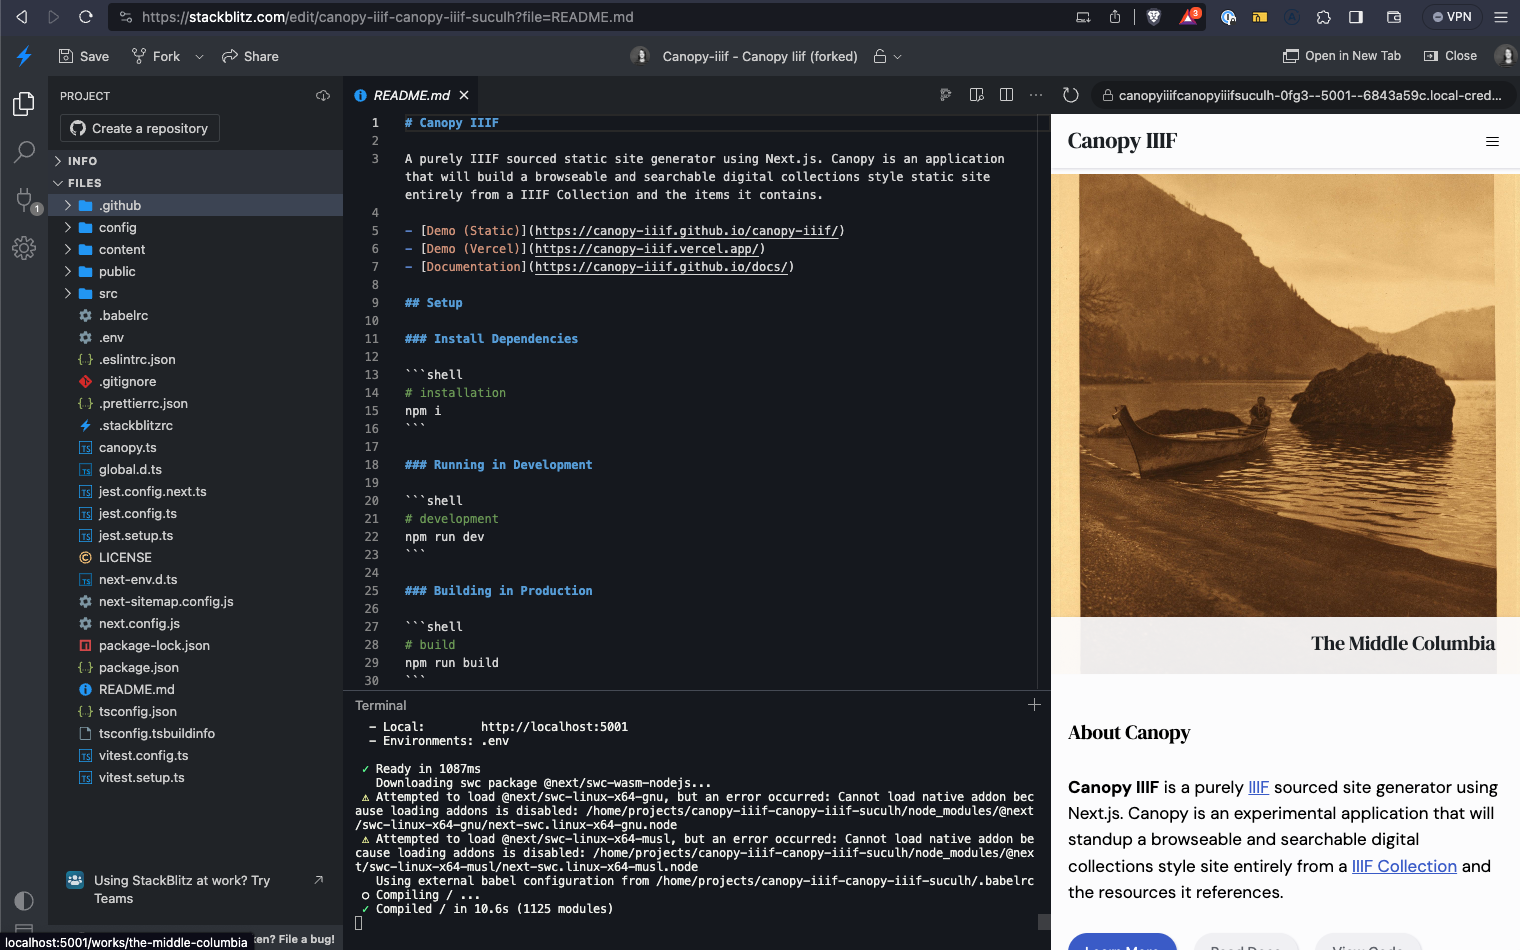 https://stackblitz.com/edit/canopy-iiif-canopy-iiif-suculh?file=README.md
3
VPN
Save
Fork
Share
Canopy-iiif - Canopy Iiif (forked)
Open in New Tab
Close
PROJECT
Create a repository
INFO
FILES
.github
config
content
public
src
.babelrc
.env
.eslintrc.json
.gitignore
.prettierrc.json
.stackblitzrc
canopy.ts
global.d.ts
jest.config.next.ts
jest.config.ts
jest.setup.ts
LICENSE
next-env.d.ts
next-sitemap.config.js
next.config.js
package-lock.json
package.json
README.md
tsconfig.json
tsconfig.tsbuildinfo
vitest.config.ts
vitest.setup.ts
1
Using StackBlitz at work? Try
Teams
ken? File a bug!
localhost:5001/works/the-middle-columbia
README.md
1 # Canopy IIIF
2
3 A purely IIIF sourced static site generator using Next.js. Canopy is an application
that will build a browseable and searchable digital collections style static site
entirely from a IIIF Collection and the items it contains.
4
5 - [Demo (Static)](https://canopy-iiif.github.io/canopy-iiif/)
6 - [Demo (Vercel)](https://canopy-iiif.vercel.app/)
7 - [Documentation](https://canopy-iiif.github.io/docs/)
8
9 ## Setup
10
11 ### Install Dependencies
12
13 ```shell
14 # installation
15 npm i
16 ```
17
18 ### Running in Development
19
20 ```shell
21 # development
22 npm run dev
23 ```
24
25 ### Building in Production
26
27 ```shell
28 # build
29 npm run build
30 ```
Terminal
- Local: http://localhost:5001
- Environments: .env
✓ Ready in 1087ms
Downloading swc package @next/swc-wasm-nodejs...
⚠ Attempted to load @next/swc-linux-x64-gnu, but an error occurred: Cannot load native addon bec
ause loading addons is disabled: /home/projects/canopy-iiif-canopy-iiif-suculh/node_modules/@next
/swc-linux-x64-gnu/next-swc.linux-x64-gnu.node
⚠ Attempted to load @next/swc-linux-x64-musl, but an error occurred: Cannot load native addon be
cause loading addons is disabled: /home/projects/canopy-iiif-canopy-iiif-suculh/node_modules/@nex
t/swc-linux-x64-musl/next-swc.linux-x64-musl.node
Using external babel configuration from /home/projects/canopy-iiif-canopy-iiif-suculh/.babelrc
○ Compiling / ...
✓ Compiled / in 10.6s (1125 modules)
canopyiiifcanopyiiifsuculh-0fg3--5001--6843a59c.local-cred...
Canopy IIIF
The Middle Columbia
About Canopy
Canopy IIIF is a purely IIIF sourced site generator using
Next.js. Canopy is an experimental application that will
standup a browseable and searchable digital
collections style site entirely from a IIIF Collection and
the resources it references.
Learn More
Read Docs
View Code